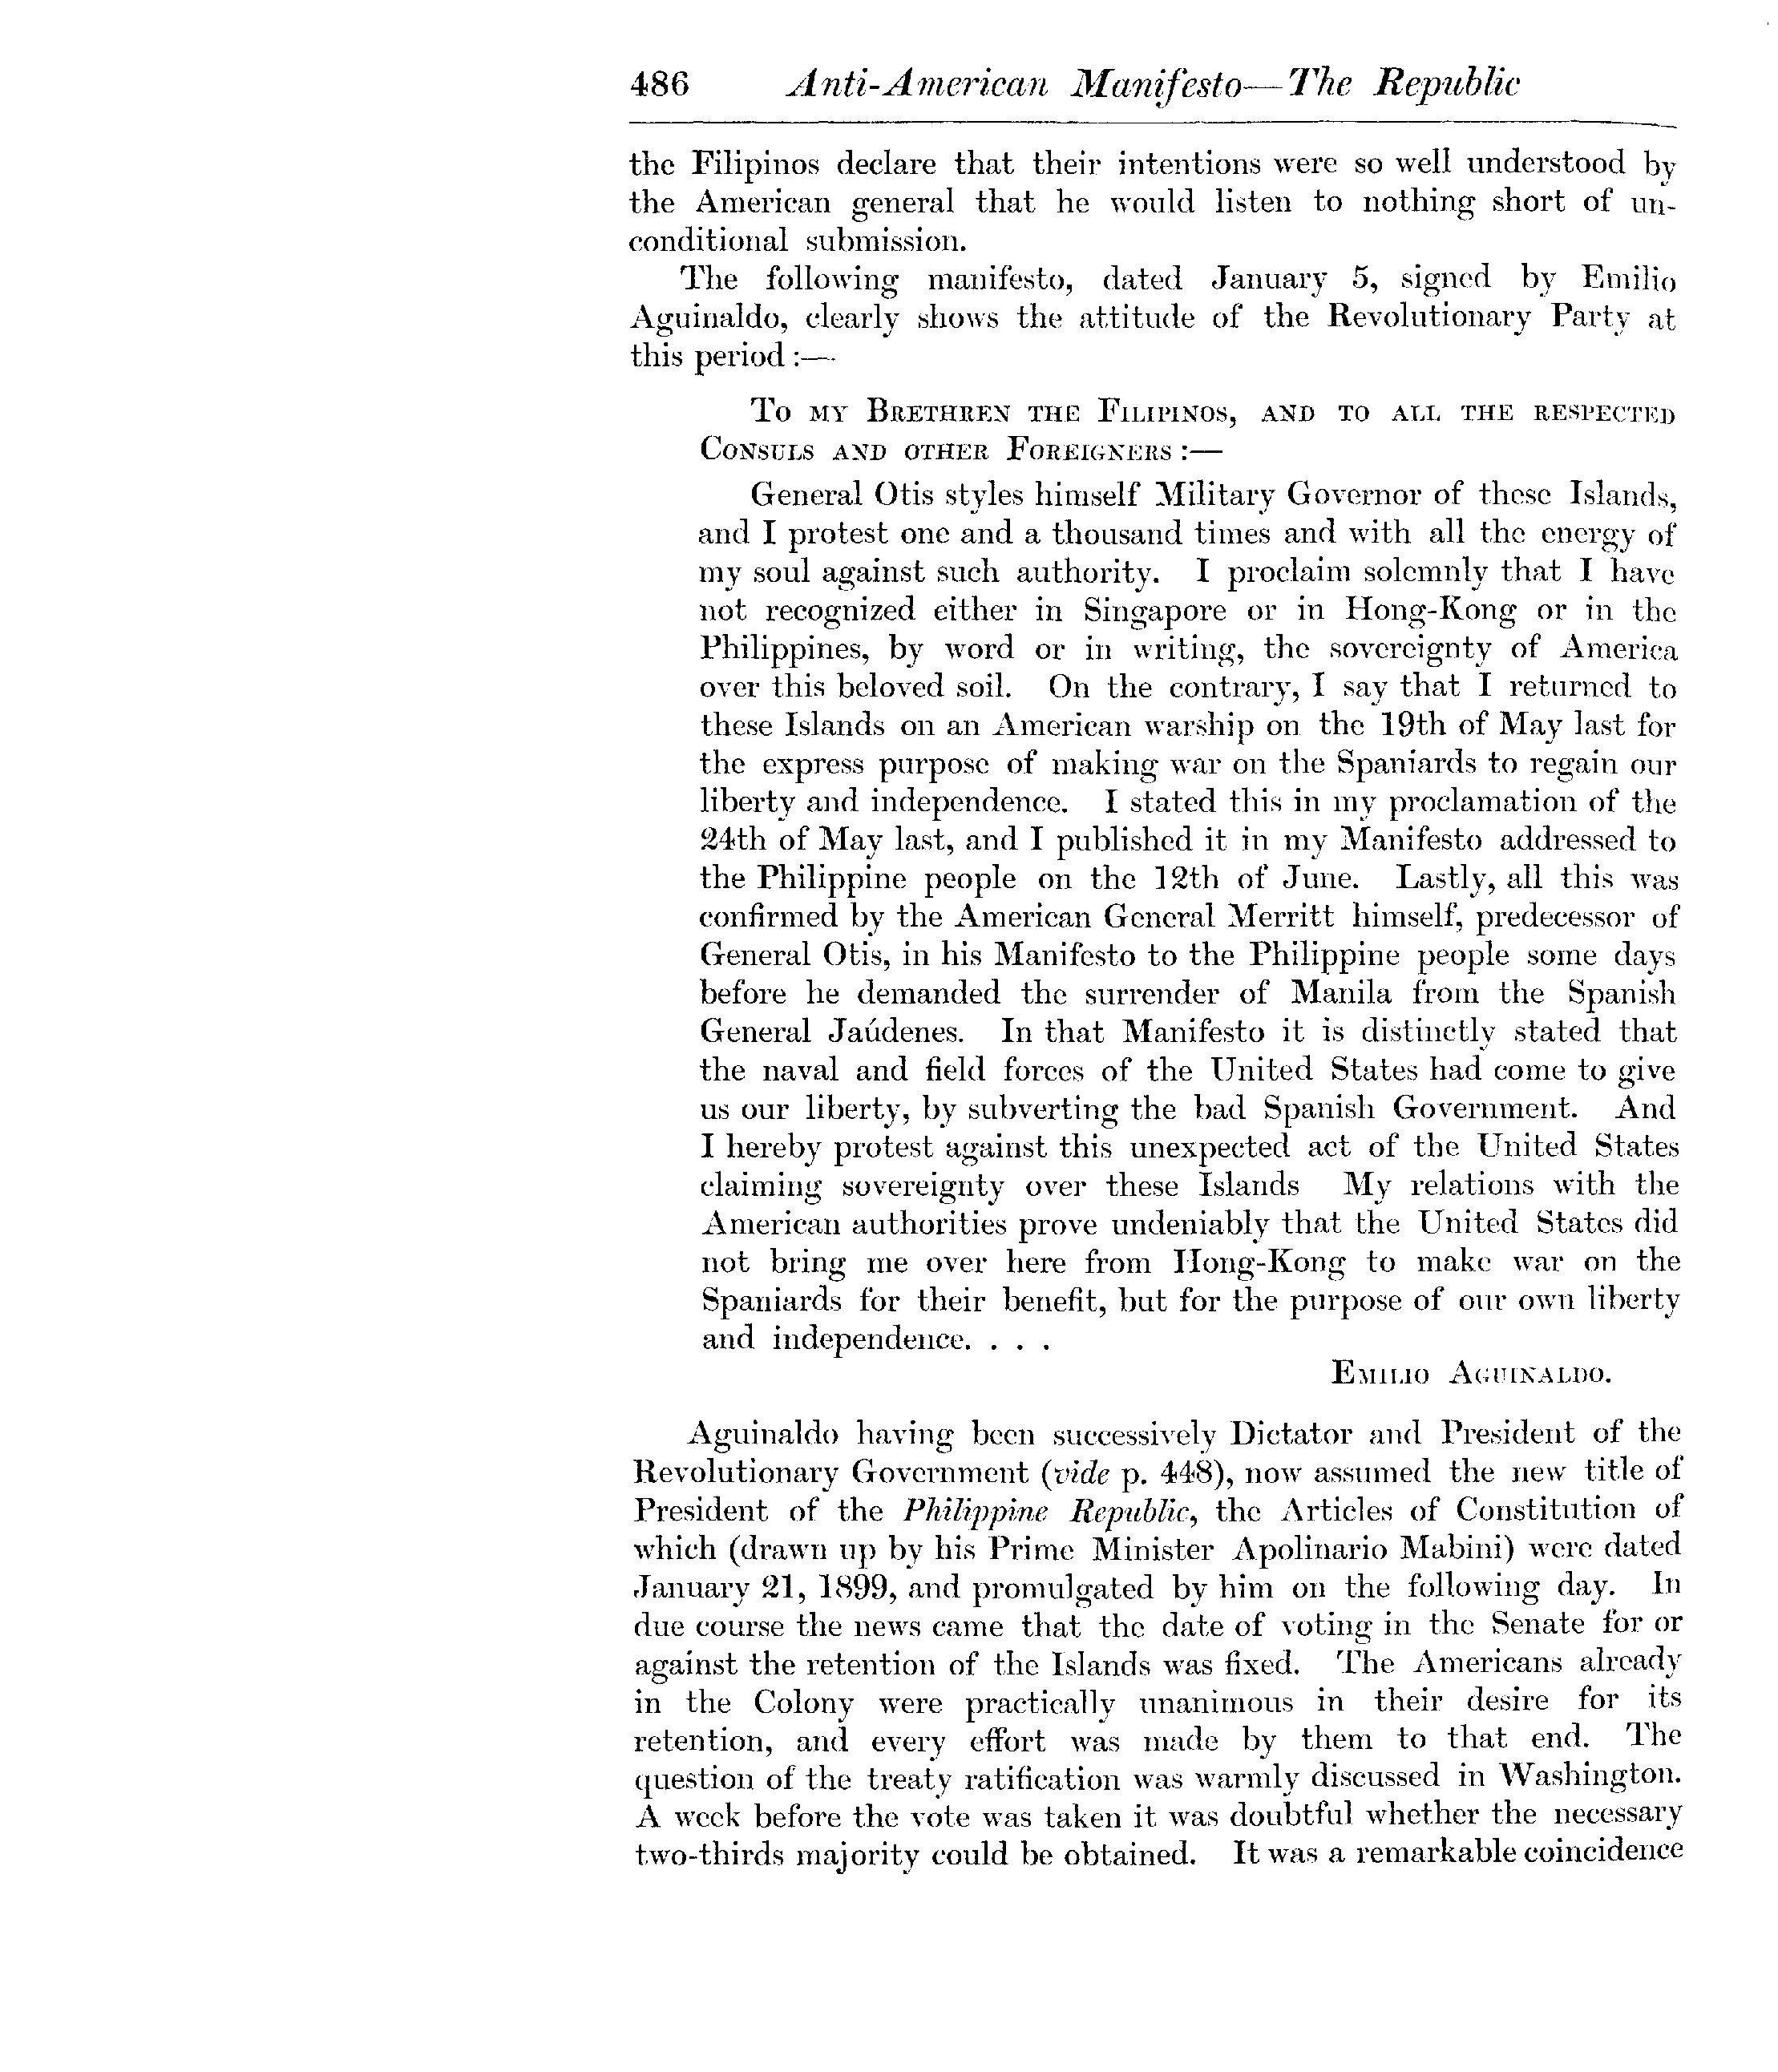 486 Anti-American Manifesto—The Republic
the Filipinos declare that their intentions were so well understood by
the American general that he would listen to nothing short of un-
conditional submission.
The following manifesto, dated January 5, signed by Emilio
Aguinaldo, clearly shows the attitude of the Revolutionary Party at
this period :—
To my Brethren the Filipinos, and to all the respected
Consuls and other Foreigners :—
General Otis styles himself Military Governor of these Islands,
and I protest one and a thousand times and with all the energy of
my soul against such authority. I proclaim solemnly that I have
not recognized either in Singapore or in Hong-Kong or in the
Philippines, by word or in writing, the sovereignty of America
over this beloved soil. On the contrary, I say that I returned to
these Islands on an American warship on the 19th of May last for
the express purpose of making war on the Spaniards to regain our
liberty and independence. I stated this in my proclamation of the
24th of May last, and I published it in my Manifesto addressed to
the Philippine people on the 12th of June. Lastly, all this was
confirmed by the American General Merritt himself, predecessor of
General Otis, in his Manifesto to the Philippine people some days
before he demanded the surrender of Manila from the Spanish
General Jaúdenes. In that Manifesto it is distinctly stated that
the naval and field forces of the United States had come to give
us our liberty, by subverting the bad Spanish Government. And
I hereby protest against this unexpected act of the United States
claiming sovereignty over these Islands My relations with the
American authorities prove undeniably that the United States did
not bring me over here from Hong-Kong to make war on the
Spaniards for their benefit, but for the purpose of our own liberty
and independence. . . .
Emilio Aguinaldo.
Aguinaldo having been successively Dictator and President of the
Revolutionary Government (vide p. 448), now assumed the new title of
President of the Philippine Republic, the Articles of Constitution of
which (drawn up by his Prime Minister Apolinario Mabini) were dated
January 21, 1899, and promulgated by him on the following day. In
due course the news came that the date of voting in the Senate for or
against the retention of the Islands was fixed. The Americans already
in the Colony were practically unanimous in their desire for its
retention, and every effort was made by them to that end. The
question of the treaty ratification was warmly discussed in Washington.
A week before the vote was taken it was doubtful whether the necessary
two-thirds majority could be obtained. It was a remarkable coincidence